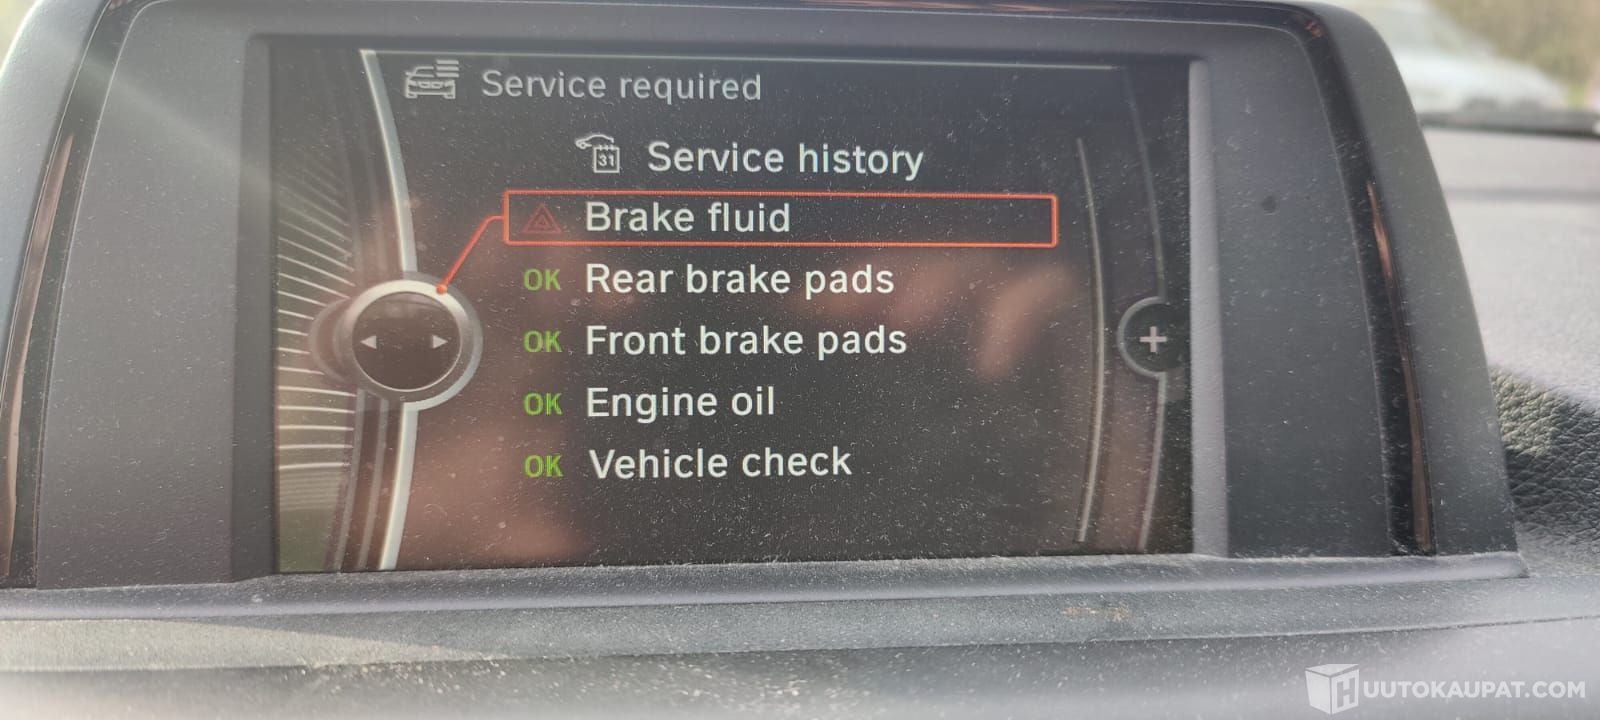 Service required
31
Service history
Brake fluid
OK Rear brake pads
OK Front brake pads
OK Engine oil
OK Vehicle check
+
HUUTOKAUPAT.COM